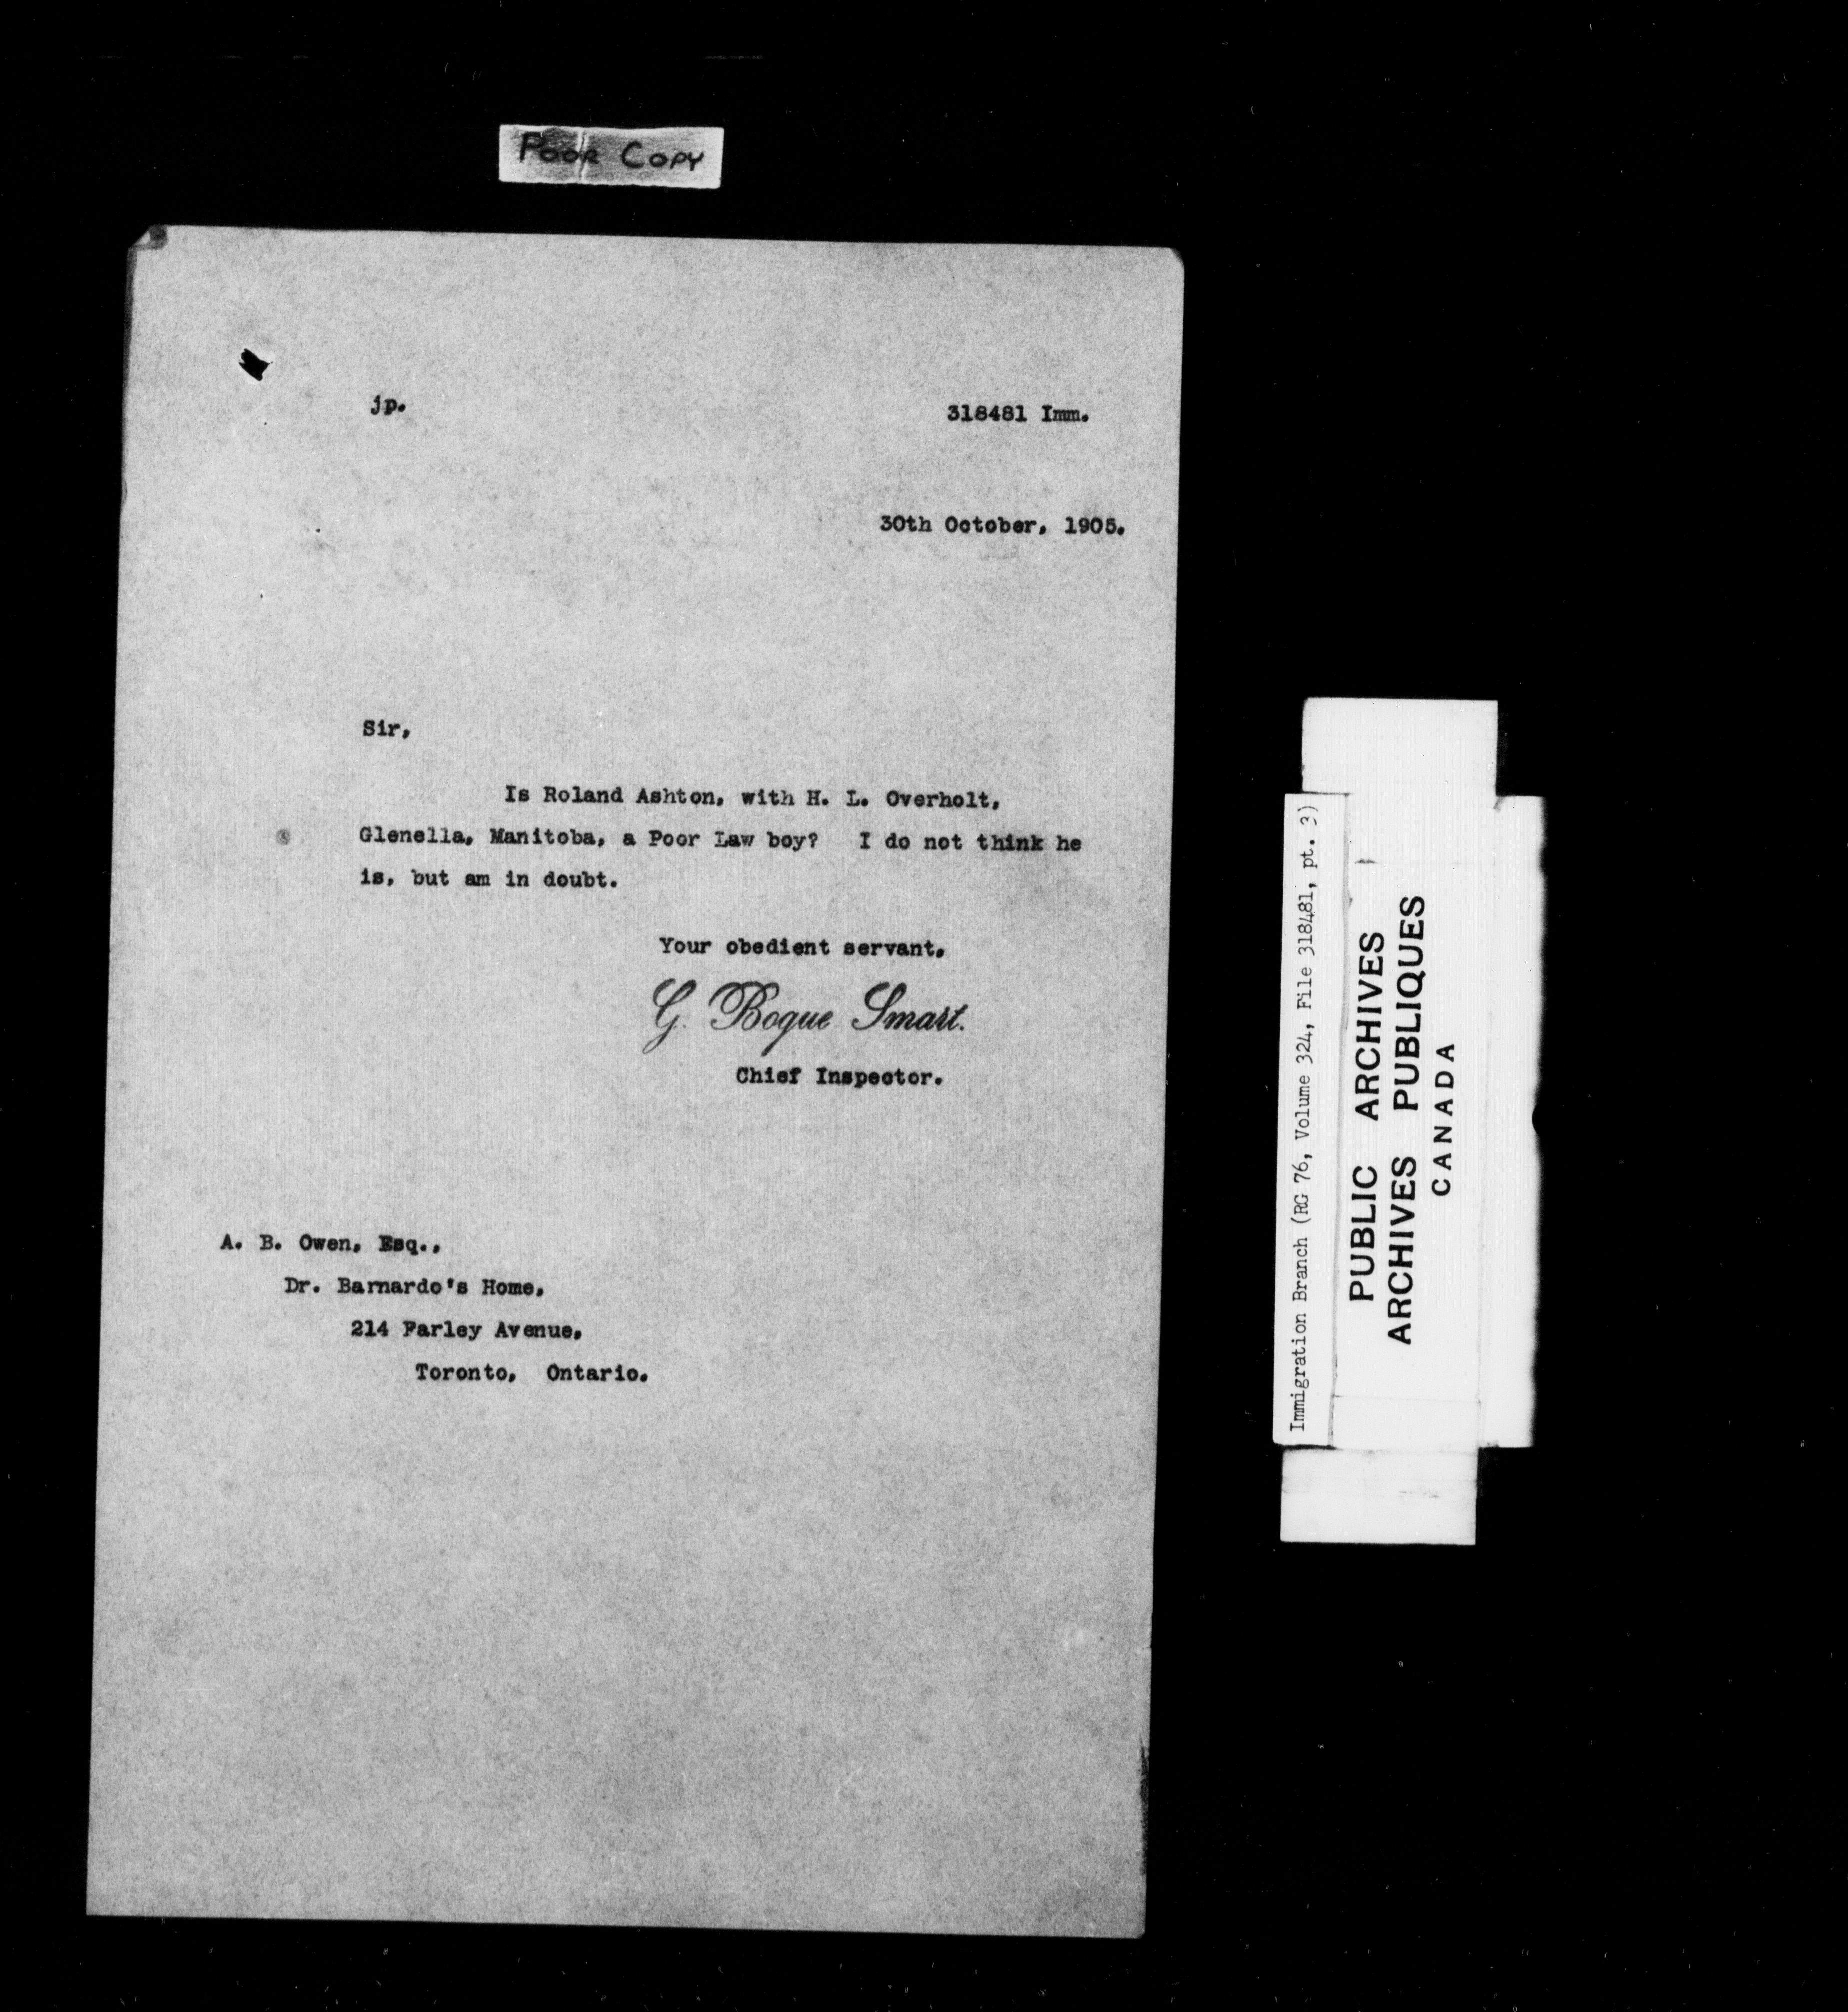 Poor Copy
jp.
318481 Imm.
30th October, 1905.
Sir,
Is Roland Ashton, with H. L. Overholt,
Glenella, Manitoba, a Poor Law boy? I do not think he
is, but am in doubt.
Your obedient servant,
G. Bogue Smart.
Chief Inspector.
A. B. Owen, Esq.,
Dr. Barnardo's Home,
214 Farley Avenue,
Toronto, Ontario.
Immigration Branch (RG 76, Volume 324, File 318481, pt. 3)
PUBLIC ARCHIVES
ARCHIVES PUBLIQUES
CANADA